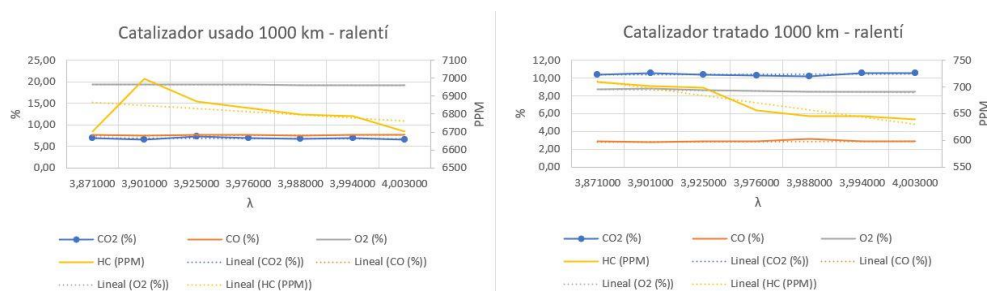 Catalizador usado 1000 km - ralentí
25,00
20,00
15,00
10,00
5,00
0,00
%
7100
7000
6900
6800
6700
6600
6500
PPM
3,871000 3,901000 3,925000 3,976000 3,988000 3,994000 4,003000
λ
CO2 (%) CO (%) O2 (%)
HC (PPM) Lineal (CO2 (%)) Lineal (CO (%))
Lineal (O2 (%)) Lineal (HC (PPM))
Catalizador tratado 1000 km - ralentí
12,00
10,00
8,00
6,00
4,00
2,00
0,00
%
750
700
650
600
550
PPM
3,871000 3,901000 3,925000 3,976000 3,988000 3,994000 4,003000
λ
CO2 (%) CO (%) O2 (%)
HC (PPM) Lineal (CO2 (%)) Lineal (CO (%))
Lineal (O2 (%)) Lineal (HC (PPM))